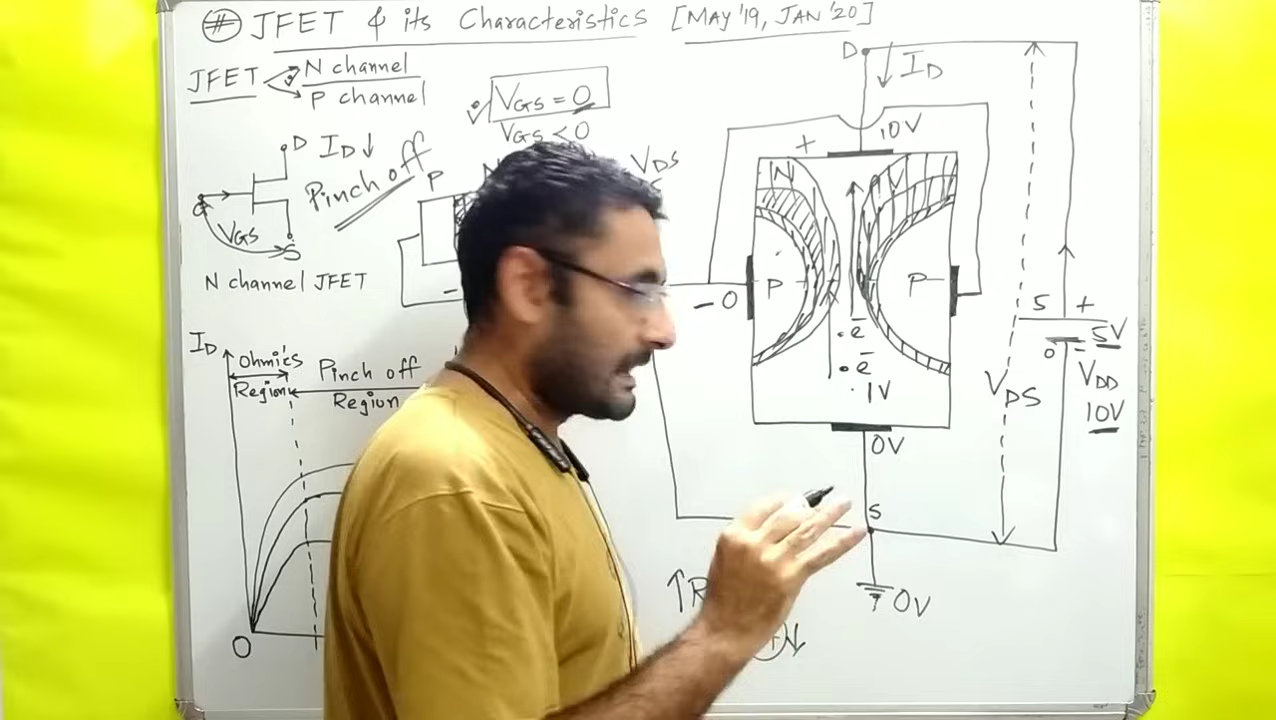 # JFET & its Characteristics [MAY'19, JAN'20]
JFET N channel
P channel
VGS = 0
VGS < 0
D ID↓
Pinch off
VGS
S
N channel JFET
P
VDS
-
ID
Ohmic's
Region
Pinch off
Region
O
D
ID
+ 10V
N N
P P
- 0
ē
ē
1V
0V
S
0V
VDS
5 +
5V
0 -
VDD
10V